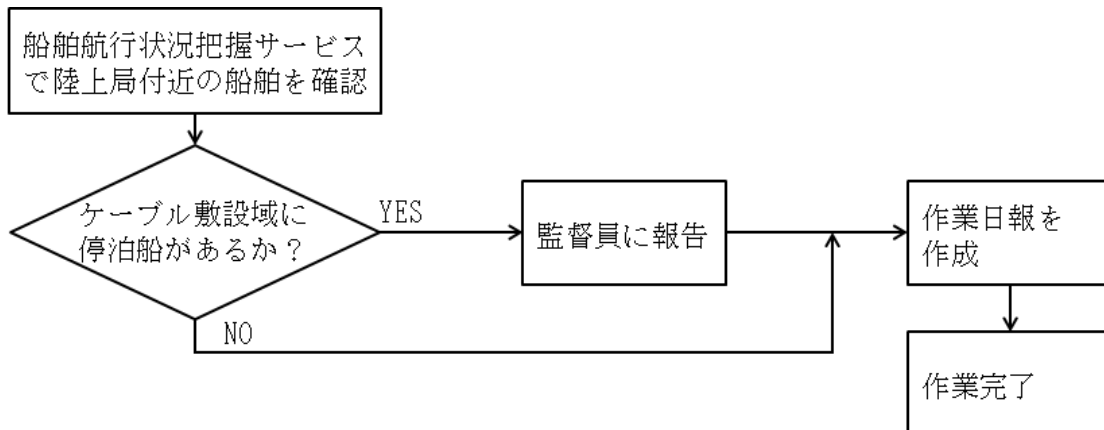 船舶航行状況把握サービス
で陸上局付近の船舶を確認
ケーブル敷設域に
停泊船があるか？
YES
監督員に報告
作業日報を
作成
NO
作業完了